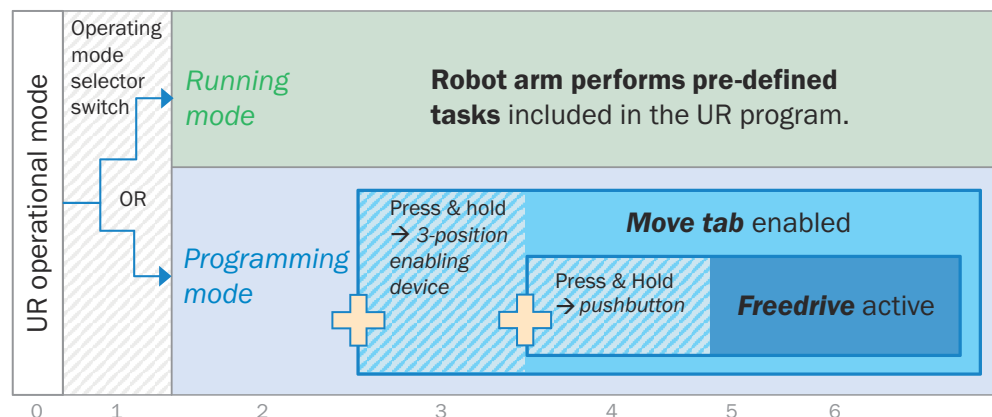 UR operational mode
Operating
mode
selector
switch
OR
Running
mode
Robot arm performs pre-defined
tasks included in the UR program.
Programming
mode
Press & hold
→ 3-position
enabling
device
Move tab enabled
Press & Hold
→ pushbutton
Freedrive active
0 1 2 3 4 5 6